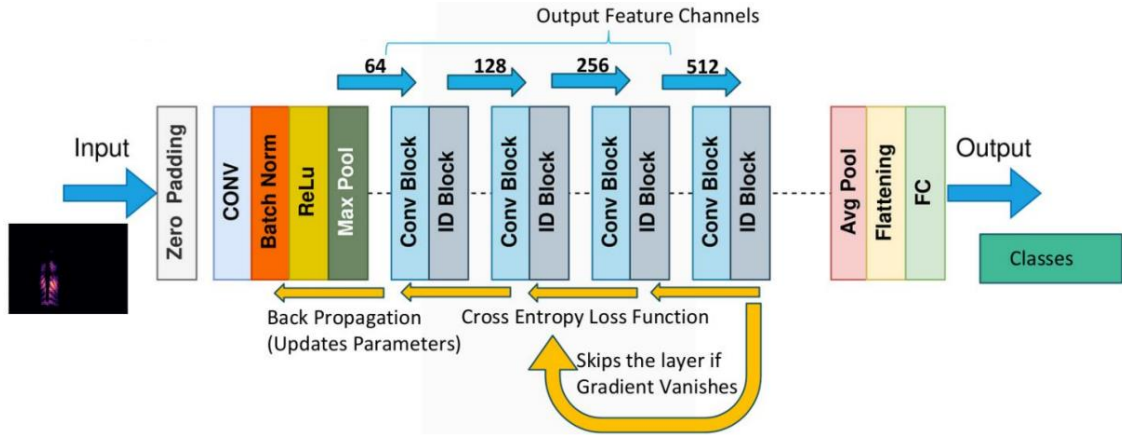 Output Feature Channels
64
128
256
512
Input
Zero Padding
CONV
Batch Norm
ReLu
Max Pool
Conv Block
ID Block
Conv Block
ID Block
Conv Block
ID Block
Conv Block
ID Block
Avg Pool
Flattening
FC
Output
Classes
Back Propagation
(Updates Parameters)
Cross Entropy Loss Function
Skips the layer if
Gradient Vanishes